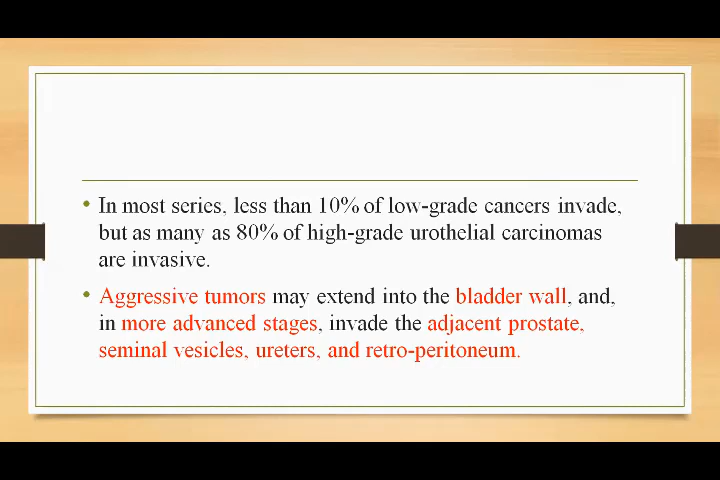 • In most series, less than 10% of low-grade cancers invade,
but as many as 80% of high-grade urothelial carcinomas
are invasive.
• Aggressive tumors may extend into the bladder wall, and,
in more advanced stages, invade the adjacent prostate,
seminal vesicles, ureters, and retro-peritoneum.